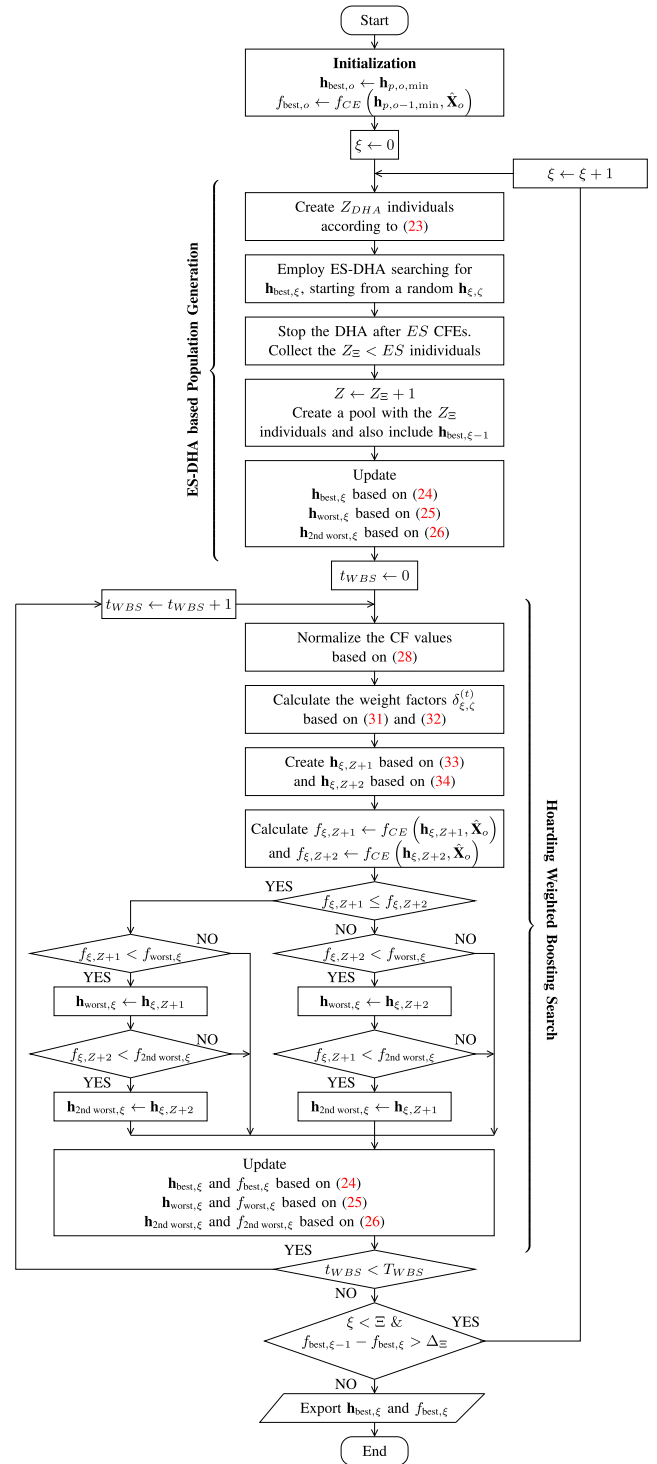 Start
Initialization
h_best,o ← h_p,o,min
f_best,o ← f_CE (h_p,o−1,min, X̂_o)
ξ ← 0
ξ ← ξ + 1
Create Z_DHA individuals
according to (23)
Employ ES-DHA searching for
h_best,ξ, starting from a random h_ξ,ζ
Stop the DHA after ES CFEs.
Collect the Z_Ξ < ES inidividuals
Z ← Z_Ξ + 1
Create a pool with the Z_Ξ
individuals and also include h_best,ξ−1
Update
h_best,ξ based on (24)
h_worst,ξ based on (25)
h_2nd worst,ξ based on (26)
ES-DHA based Population Generation
t_WBS ← 0
t_WBS ← t_WBS + 1
Normalize the CF values
based on (28)
Calculate the weight factors δ_ξ,ζ^(t)
based on (31) and (32)
Create h_ξ,Z+1 based on (33)
and h_ξ,Z+2 based on (34)
Calculate f_ξ,Z+1 ← f_CE (h_ξ,Z+1, X̂_o)
and f_ξ,Z+2 ← f_CE (h_ξ,Z+2, X̂_o)
YES
f_ξ,Z+1 ≤ f_ξ,Z+2
NO
f_ξ,Z+1 < f_worst,ξ
NO
YES
h_worst,ξ ← h_ξ,Z+1
f_ξ,Z+2 < f_2nd worst,ξ
NO
YES
h_2nd worst,ξ ← h_ξ,Z+2
f_ξ,Z+2 < f_worst,ξ
NO
YES
h_worst,ξ ← h_ξ,Z+2
f_ξ,Z+1 < f_2nd worst,ξ
NO
YES
h_2nd worst,ξ ← h_ξ,Z+1
Update
h_best,ξ and f_best,ξ based on (24)
h_worst,ξ and f_worst,ξ based on (25)
h_2nd worst,ξ and f_2nd worst,ξ based on (26)
Hoarding Weighted Boosting Search
YES
t_WBS < T_WBS
NO
ξ < Ξ &
f_best,ξ−1 − f_best,ξ > Δ_Ξ
YES
NO
Export h_best,ξ and f_best,ξ
End